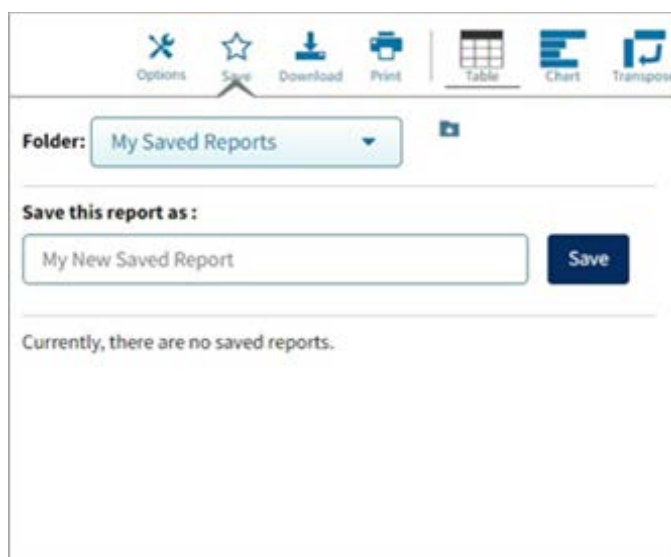 Options Save Download Print Table Chart Transpose
Folder: My Saved Reports
Save this report as :
My New Saved Report Save
Currently, there are no saved reports.